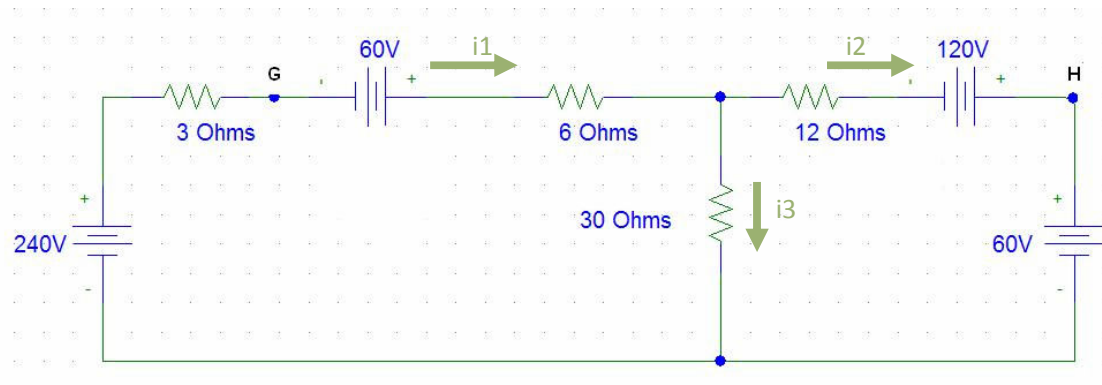 60V
i1
i2
120V
G
H
+
+
3 Ohms
6 Ohms
12 Ohms
+
+
30 Ohms
i3
240V
60V
-
-